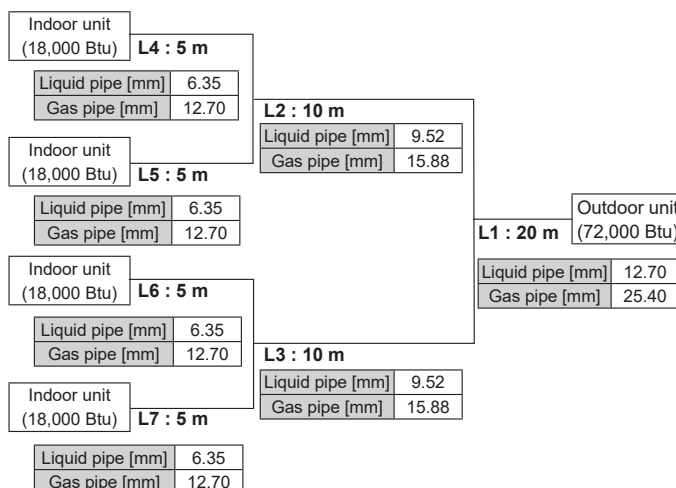 Indoor unit
(18,000 Btu)
L4 : 5 m
Liquid pipe [mm] 6.35
Gas pipe [mm] 12.70
L2 : 10 m
Liquid pipe [mm] 9.52
Gas pipe [mm] 15.88
Indoor unit
(18,000 Btu)
L5 : 5 m
Liquid pipe [mm] 6.35
Gas pipe [mm] 12.70
Outdoor unit
(72,000 Btu)
L1 : 20 m
Liquid pipe [mm] 12.70
Gas pipe [mm] 25.40
Indoor unit
(18,000 Btu)
L6 : 5 m
Liquid pipe [mm] 6.35
Gas pipe [mm] 12.70
L3 : 10 m
Liquid pipe [mm] 9.52
Gas pipe [mm] 15.88
Indoor unit
(18,000 Btu)
L7 : 5 m
Liquid pipe [mm] 6.35
Gas pipe [mm] 12.70